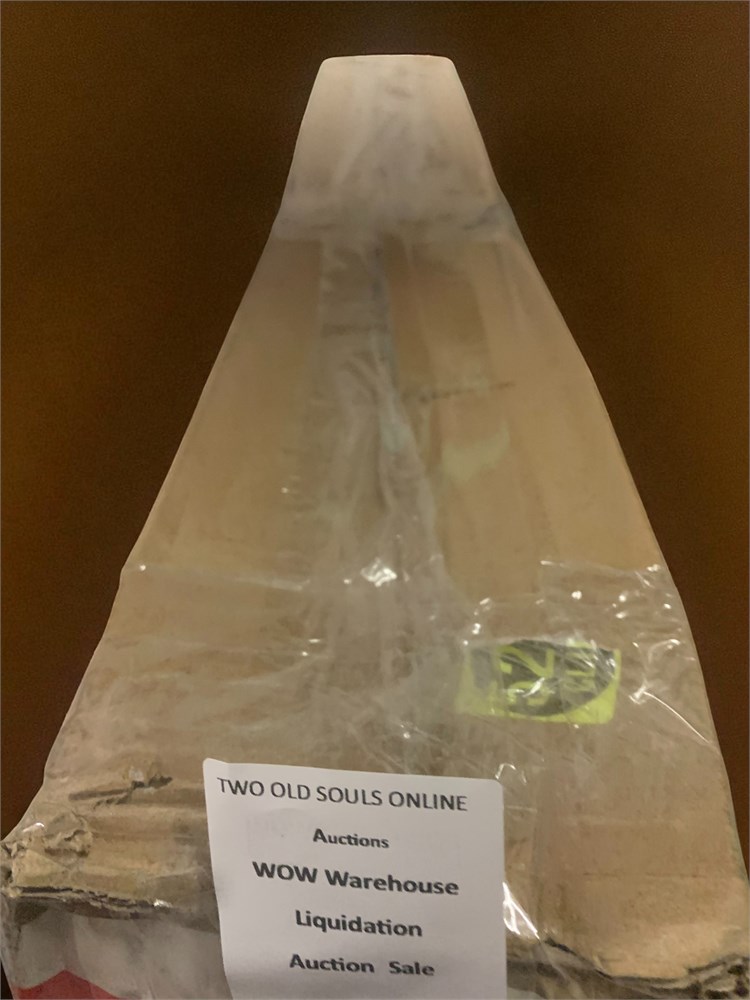 TWO OLD SOULS ONLINE
Auctions
WOW Warehouse
Liquidation
Auction Sale